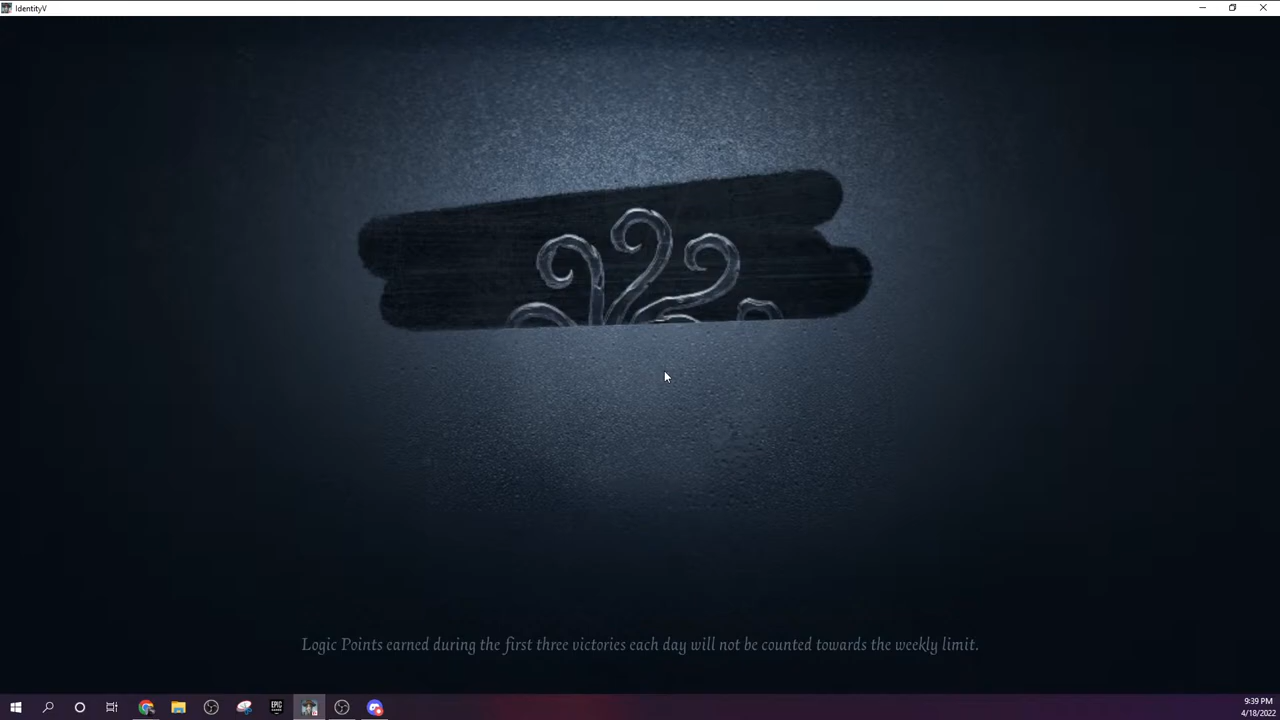 IdentityV
Logic Points earned during the first three victories each day will not be counted towards the weekly limit.
EPIC
9:39 PM
4/18/2022